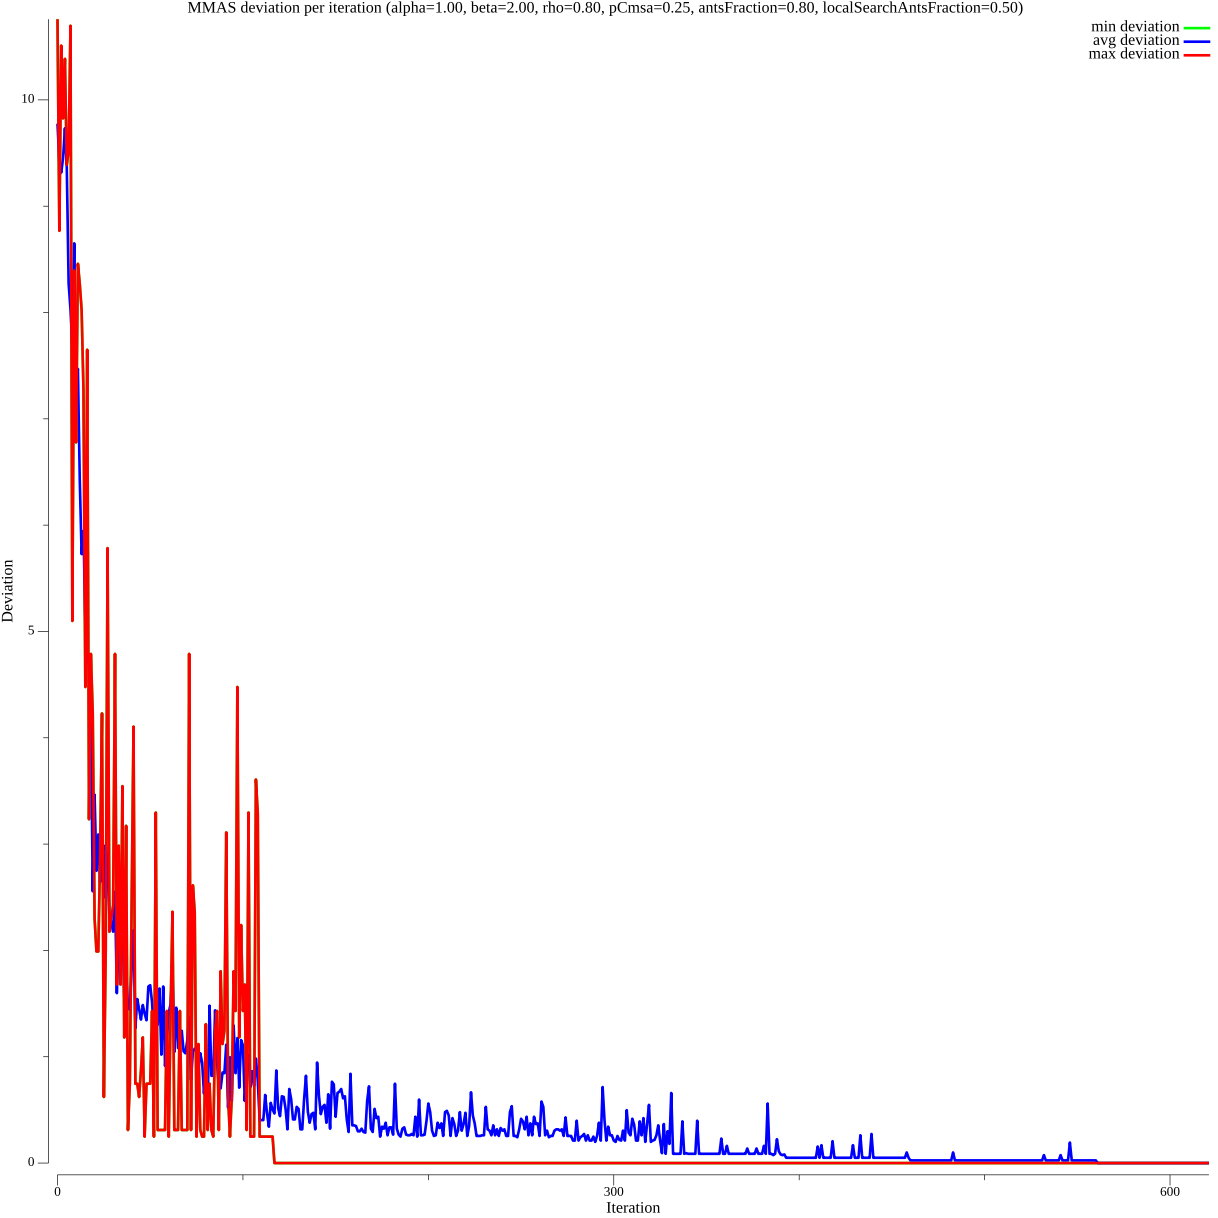 MMAS deviation per iteration (alpha=1.00, beta=2.00, rho=0.80, pCmsa=0.25, antsFraction=0.80, localSearchAntsFraction=0.50)
min deviation
avg deviation
max deviation
10
5
0
Deviation
0
300
600
Iteration